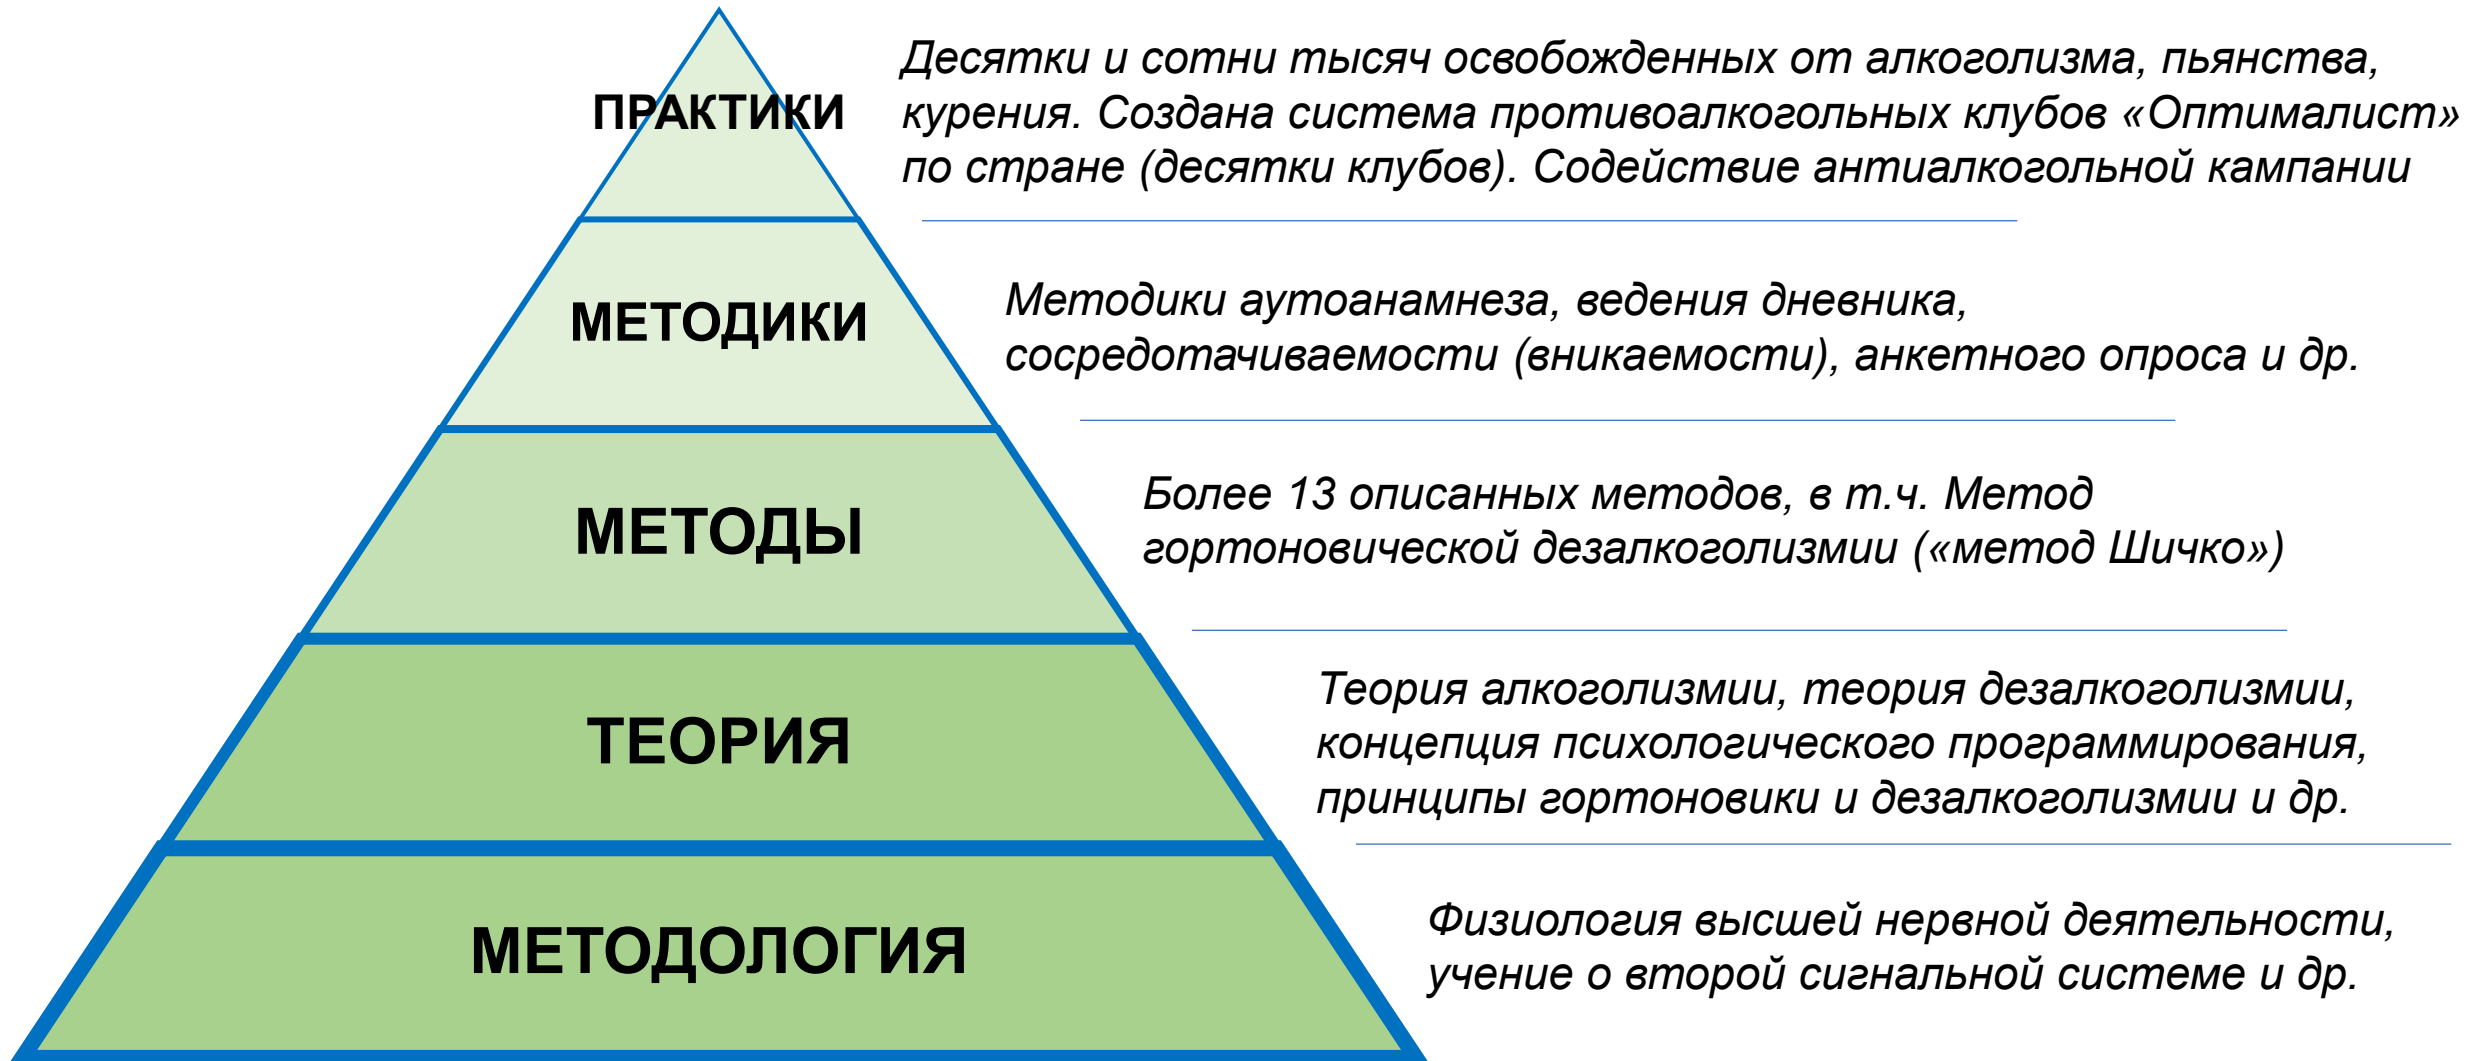 ПРАКТИКИ
Десятки и сотни тысяч освобожденных от алкоголизма, пьянства,
курения. Создана система противоалкогольных клубов «Оптималист»
по стране (десятки клубов). Содействие антиалкогольной кампании
МЕТОДИКИ
Методики аутоанамнеза, ведения дневника,
сосредотачиваемости (вникаемости), анкетного опроса и др.
МЕТОДЫ
Более 13 описанных методов, в т.ч. Метод
гортоновической дезалкоголизмии («метод Шичко»)
ТЕОРИЯ
Теория алкоголизмии, теория дезалкоголизмии,
концепция психологического программирования,
принципы гортоновики и дезалкоголизмии и др.
МЕТОДОЛОГИЯ
Физиология высшей нервной деятельности,
учение о второй сигнальной системе и др.